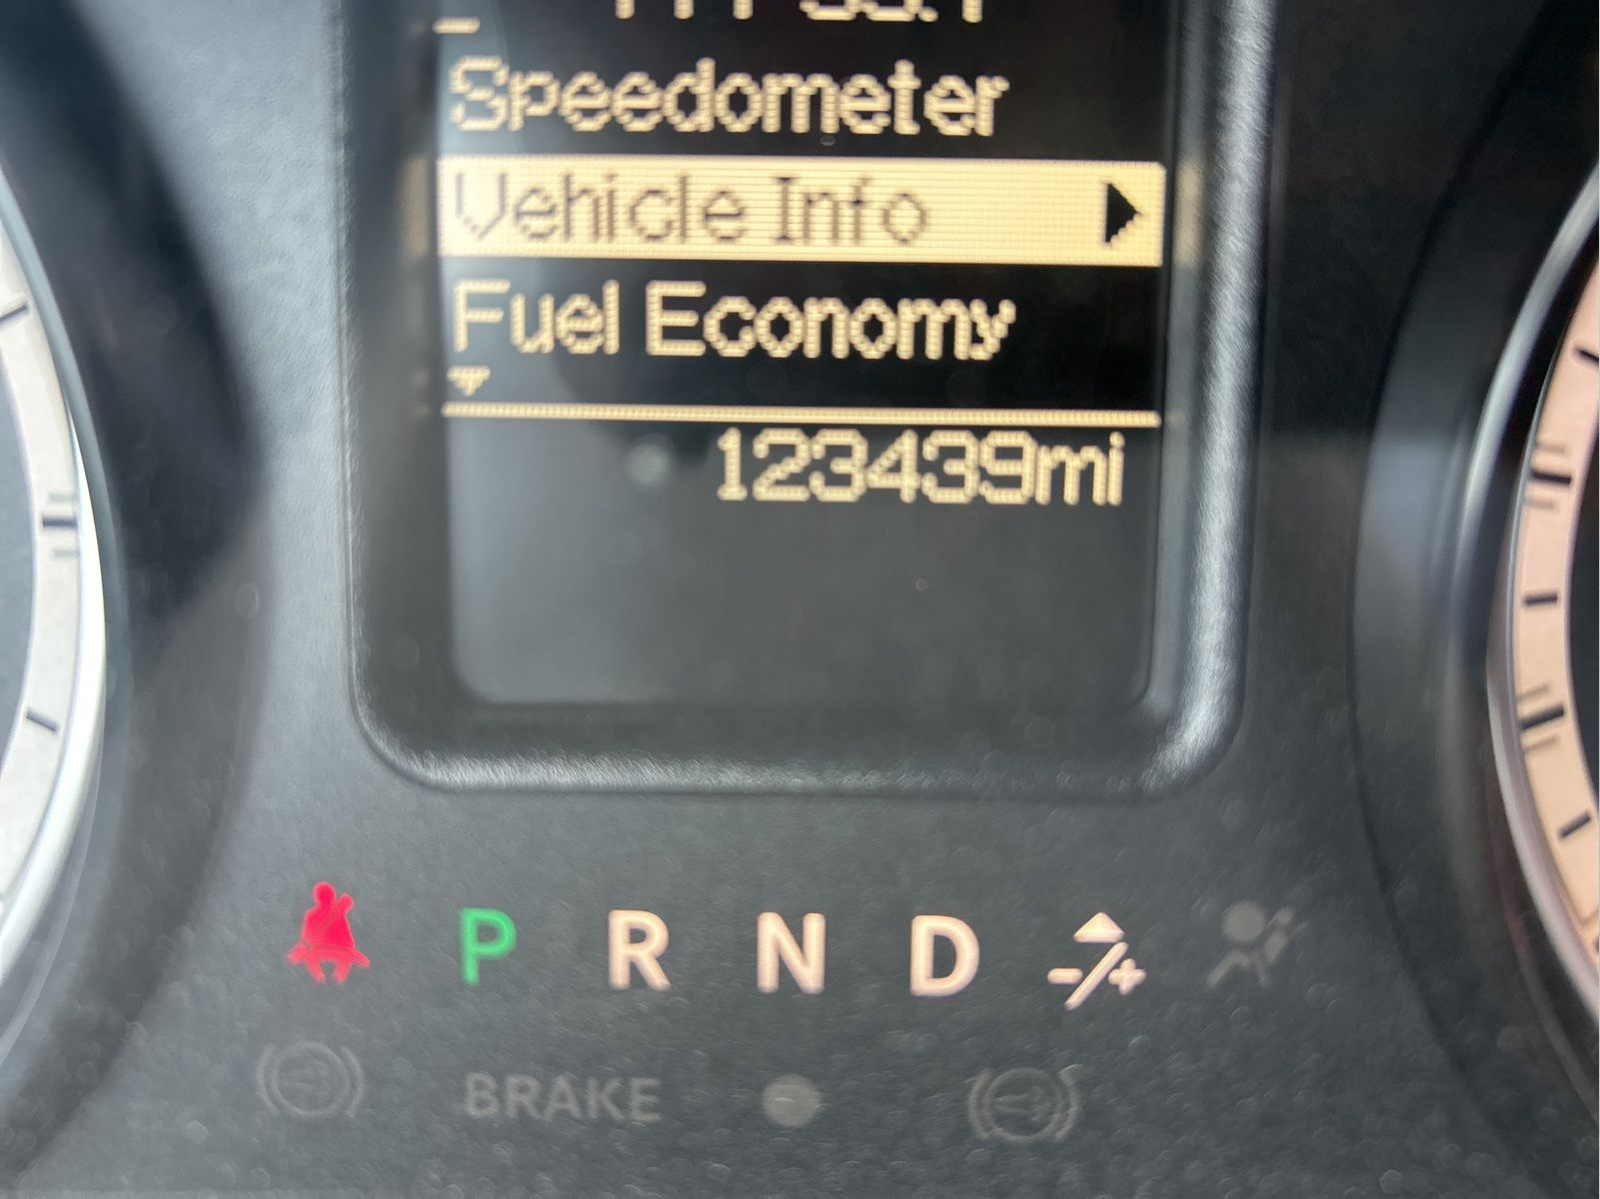 Speedometer
Vehicle Info
Fuel Economy
123439mi
P R N D -/+
BRAKE